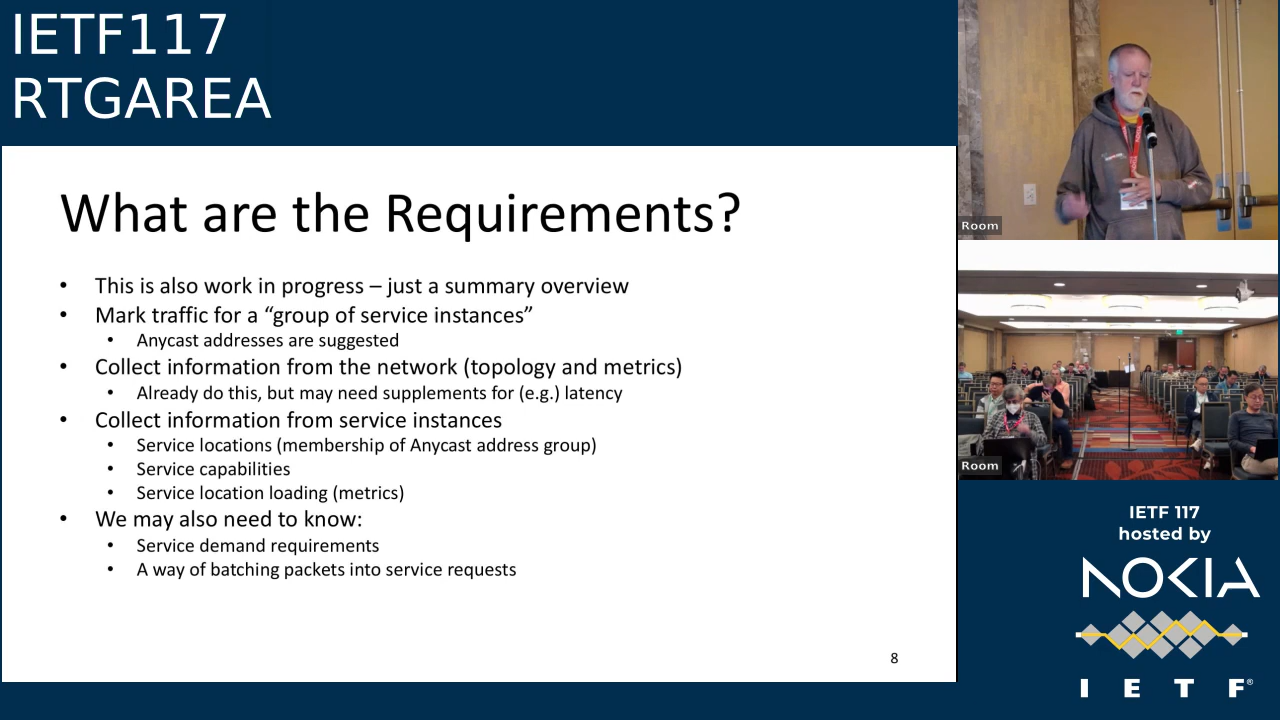 IETF117
RTGAREA
What are the Requirements?
• This is also work in progress – just a summary overview
• Mark traffic for a “group of service instances”
• Anycast addresses are suggested
• Collect information from the network (topology and metrics)
• Already do this, but may need supplements for (e.g.) latency
• Collect information from service instances
• Service locations (membership of Anycast address group)
• Service capabilities
• Service location loading (metrics)
• We may also need to know:
• Service demand requirements
• A way of batching packets into service requests
8
Room
Room
IETF 117
hosted by
NOKIA
I E T F®